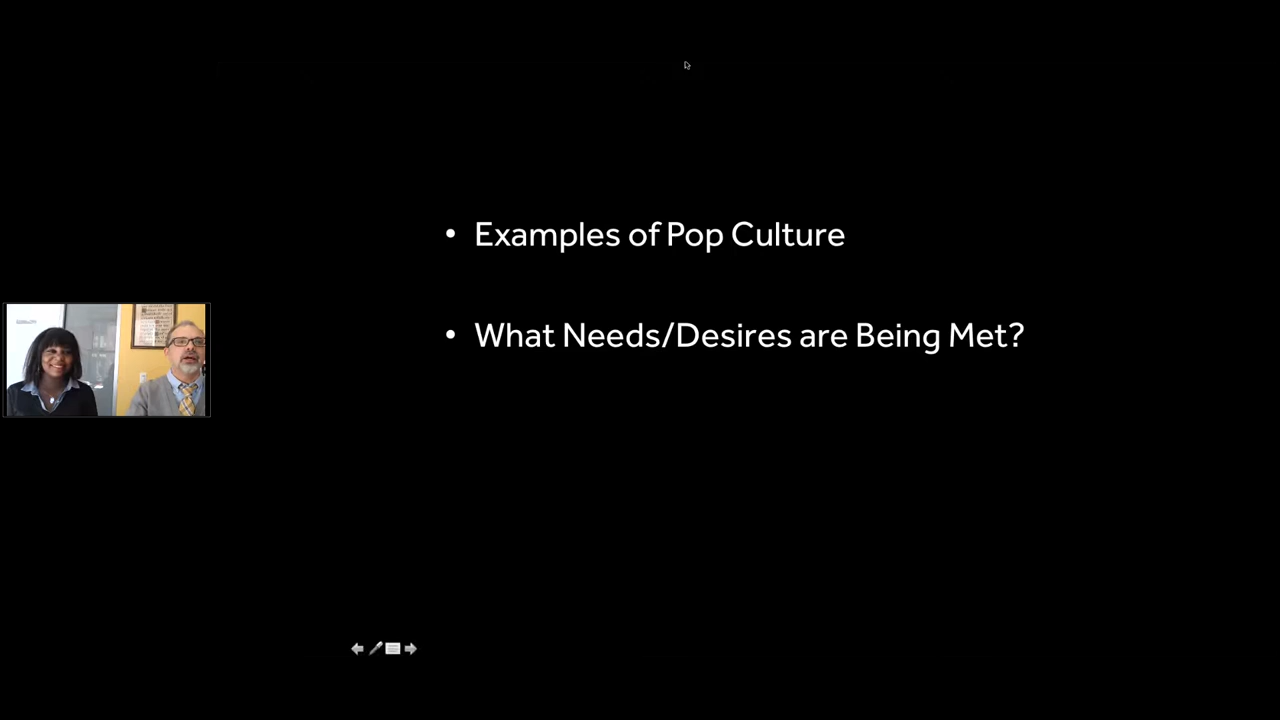 • Examples of Pop Culture
• What Needs/Desires are Being Met?